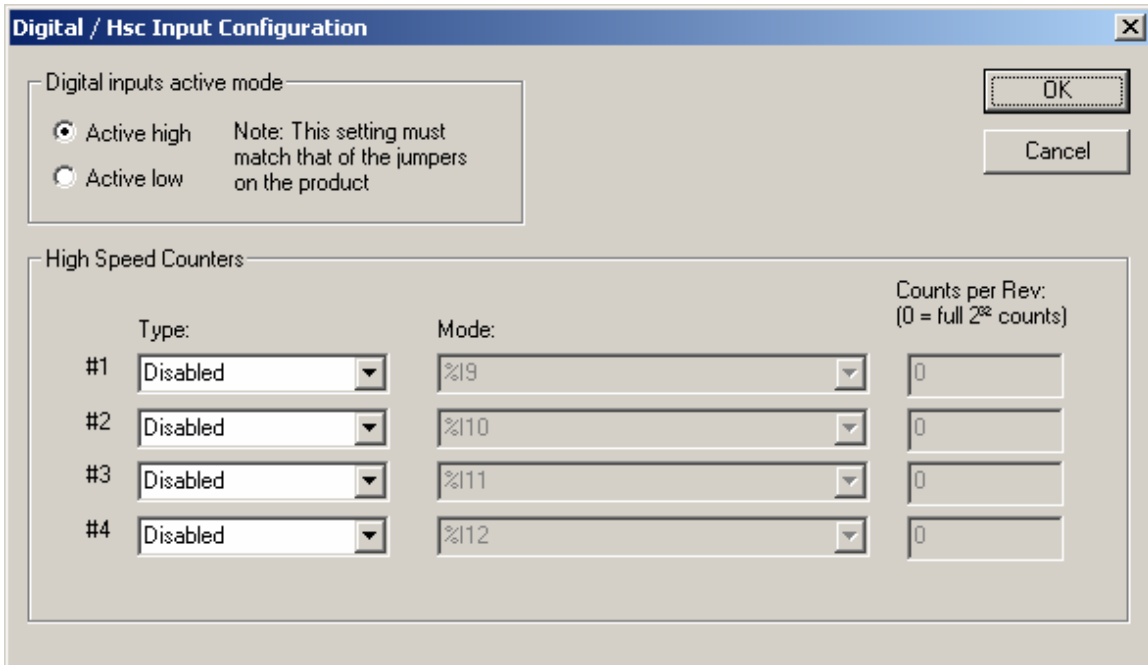 Digital / Hsc Input Configuration
Digital inputs active mode
Active high
Active low
Note: This setting must
match that of the jumpers
on the product
OK
Cancel
High Speed Counters
Type:
Mode:
Counts per Rev:
(0 = full 2³² counts)
#1 Disabled %I9 0
#2 Disabled %I10 0
#3 Disabled %I11 0
#4 Disabled %I12 0